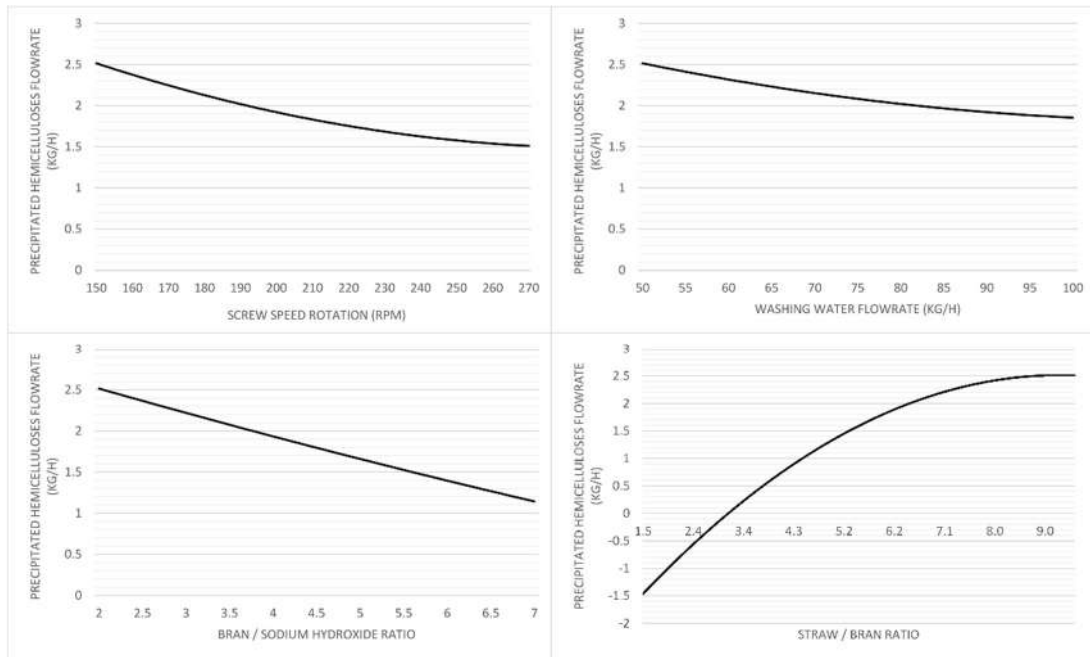 PRECIPITATED HEMICELLULOSES FLOWRATE
(KG/H)
3
2.5
2
1.5
1
0.5
0
150 160 170 180 190 200 210 220 230 240 250 260 270
SCREW SPEED ROTATION (RPM)
PRECIPITATED HEMICELLULOSES FLOWRATE
(KG/H)
3
2.5
2
1.5
1
0.5
0
50 55 60 65 70 75 80 85 90 95 100
WASHING WATER FLOWRATE (KG/H)
PRECIPITATED HEMICELLULOSES FLOWRATE
(KG/H)
3
2.5
2
1.5
1
0.5
0
2 2.5 3 3.5 4 4.5 5 5.5 6 6.5 7
BRAN / SODIUM HYDROXIDE RATIO
PRECIPITATED HEMICELLULOSES FLOWRATE
(KG/H)
3
2.5
2
1.5
1
0.5
0
-0.5
-1
-1.5
-2
1.5 2.4 3.4 4.3 5.2 6.2 7.1 8.0 9.0
STRAW / BRAN RATIO